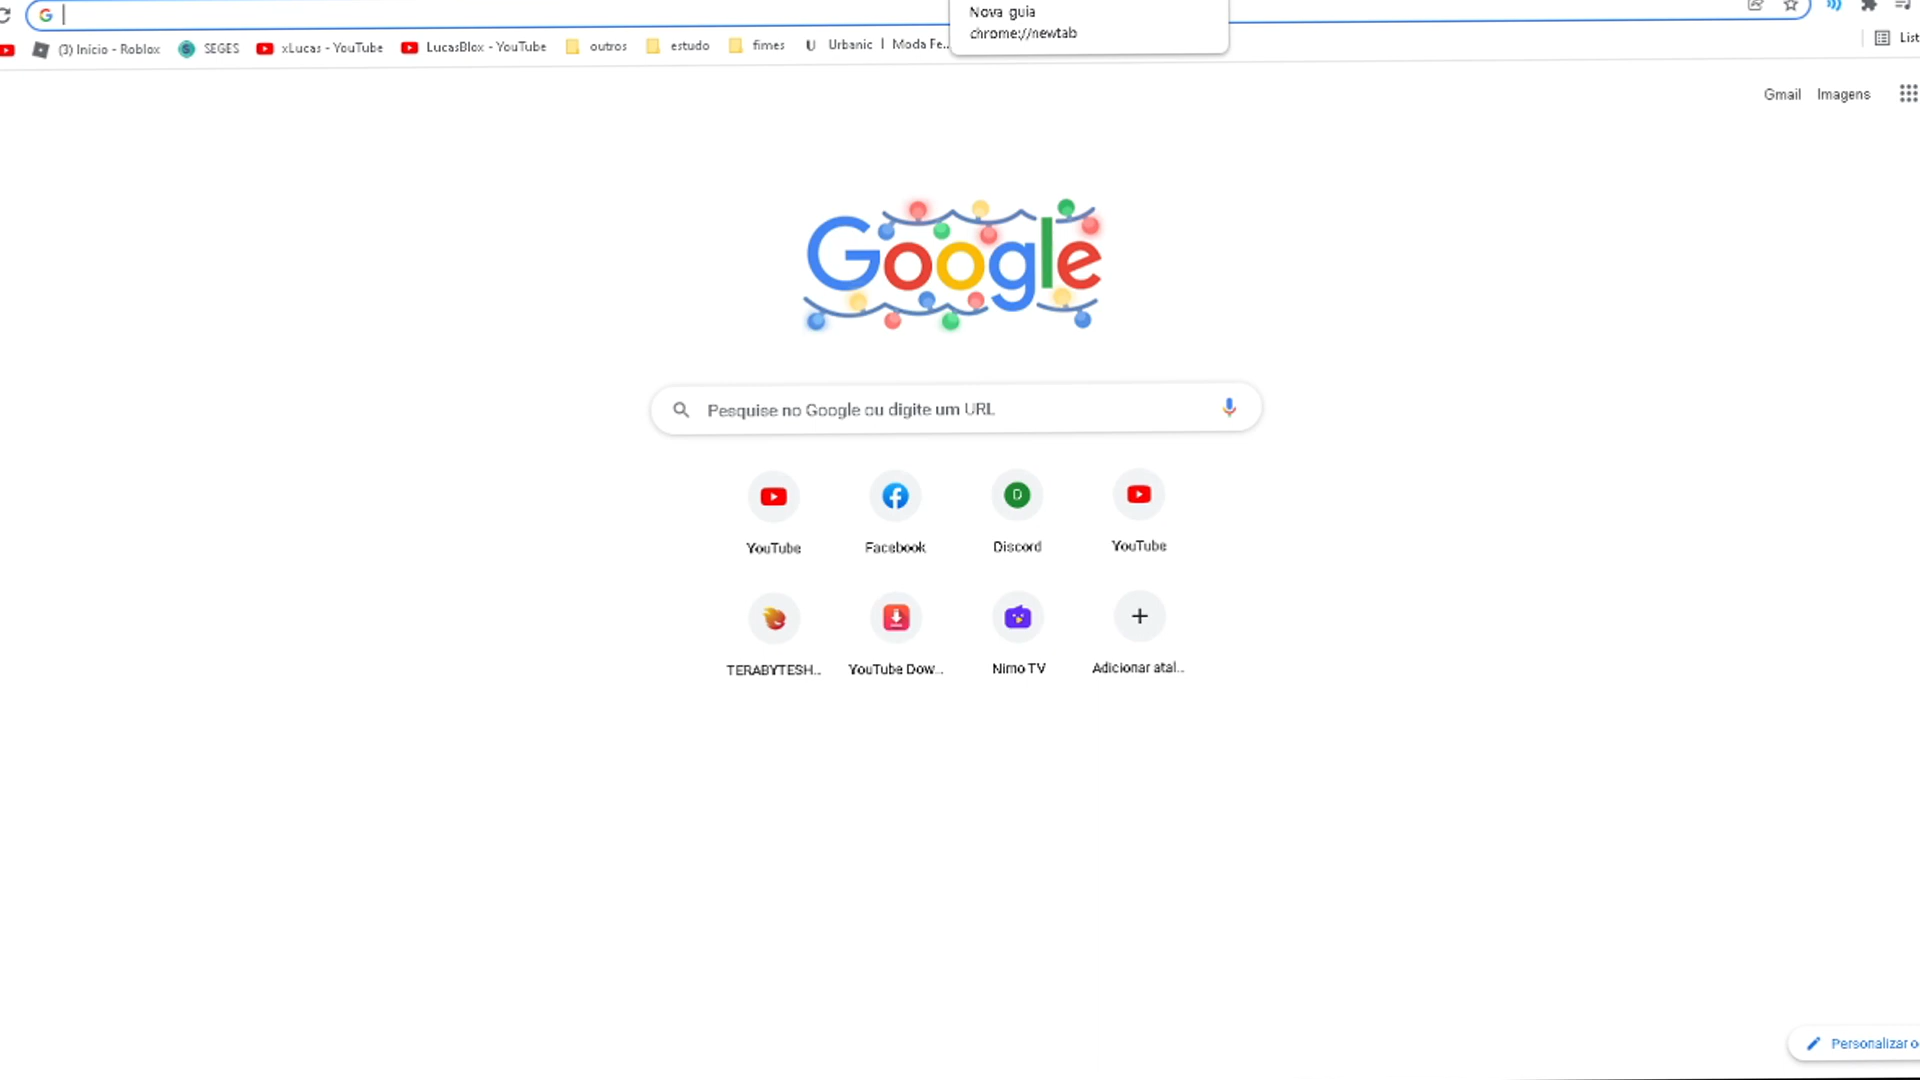 Nova guia
chrome://newtab
(3) Início - Roblox
SEGES
xLucas - YouTube
LucasBlox - YouTube
outros
estudo
fimes
Urbanic | Moda Fe...
List
Gmail
Imagens
Google
Pesquise no Google ou digite um URL
YouTube
Facebook
Discord
YouTube
TERABYTESH...
YouTube Dow...
Nimo TV
Adicionar atal...
Personalizar o